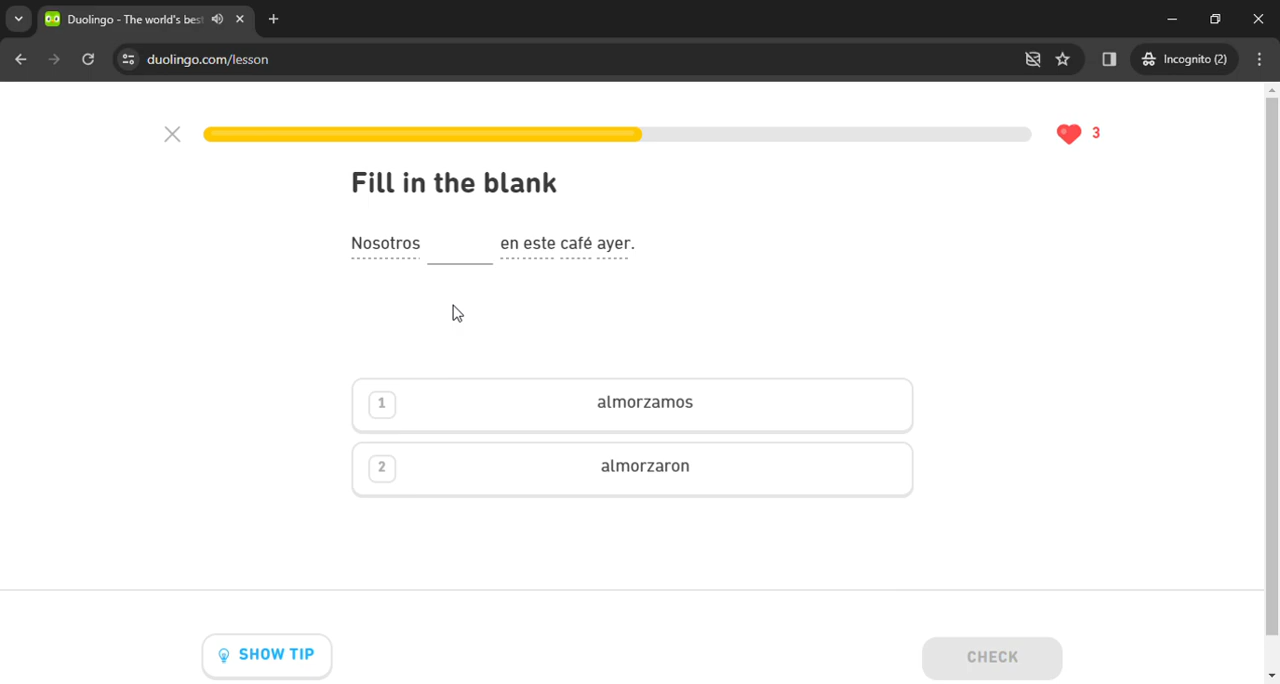 Duolingo - The world's best
duolingo.com/lesson
Incognito (2)
3
Fill in the blank
Nosotros ______ en este café ayer.
1 almorzamos
2 almorzaron
SHOW TIP
CHECK